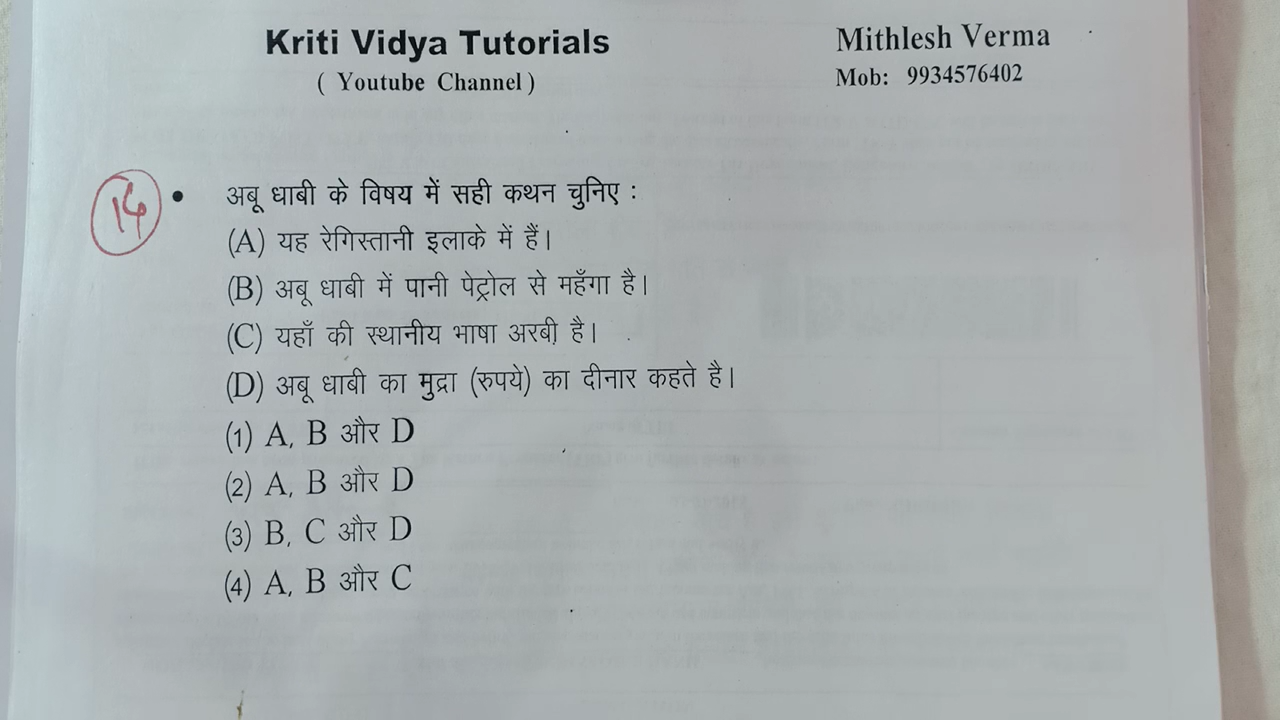 Kriti Vidya Tutorials
Mithlesh Verma
( Youtube Channel )
Mob: 9934576402
14
• अबू धाबी के विषय में सही कथन चुनिए :
(A) यह रेगिस्तानी इलाके में हैं।
(B) अबू धाबी में पानी पेट्रोल से महँगा है।
(C) यहाँ की स्थानीय भाषा अरबी है।
(D) अबू धाबी का मुद्रा (रुपये) का दीनार कहते है।
(1) A, B और D
(2) A, B और D
(3) B, C और D
(4) A, B और C